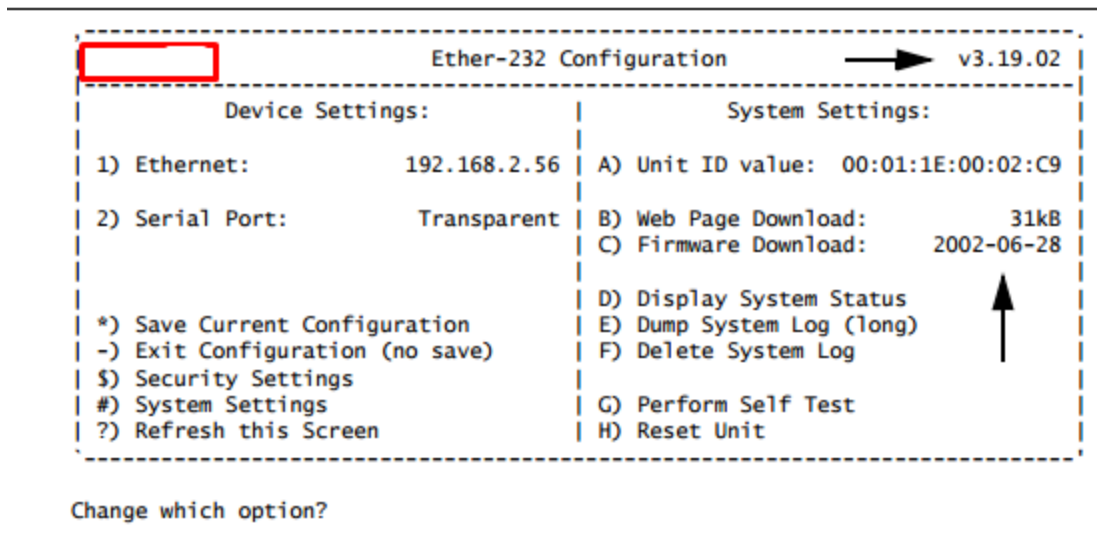 Ether-232 Configuration v3.19.02
Device Settings: | System Settings:
1) Ethernet: 192.168.2.56 | A) Unit ID value: 00:01:1E:00:02:C9
2) Serial Port: Transparent | B) Web Page Download: 31kB
| C) Firmware Download: 2002-06-28
| D) Display System Status
*) Save Current Configuration | E) Dump System Log (long)
-) Exit Configuration (no save) | F) Delete System Log
$) Security Settings |
#) System Settings | G) Perform Self Test
?) Refresh this Screen | H) Reset Unit
Change which option?